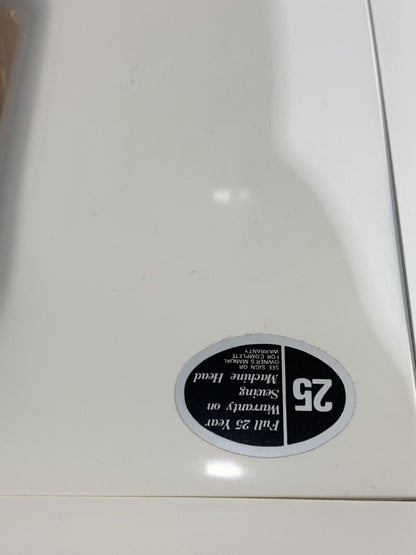 25
Full 25 Year
Warranty on
Sewing
Machine Head
SEE SIGN OR
OWNER'S MANUAL
FOR COMPLETE
WARRANTY